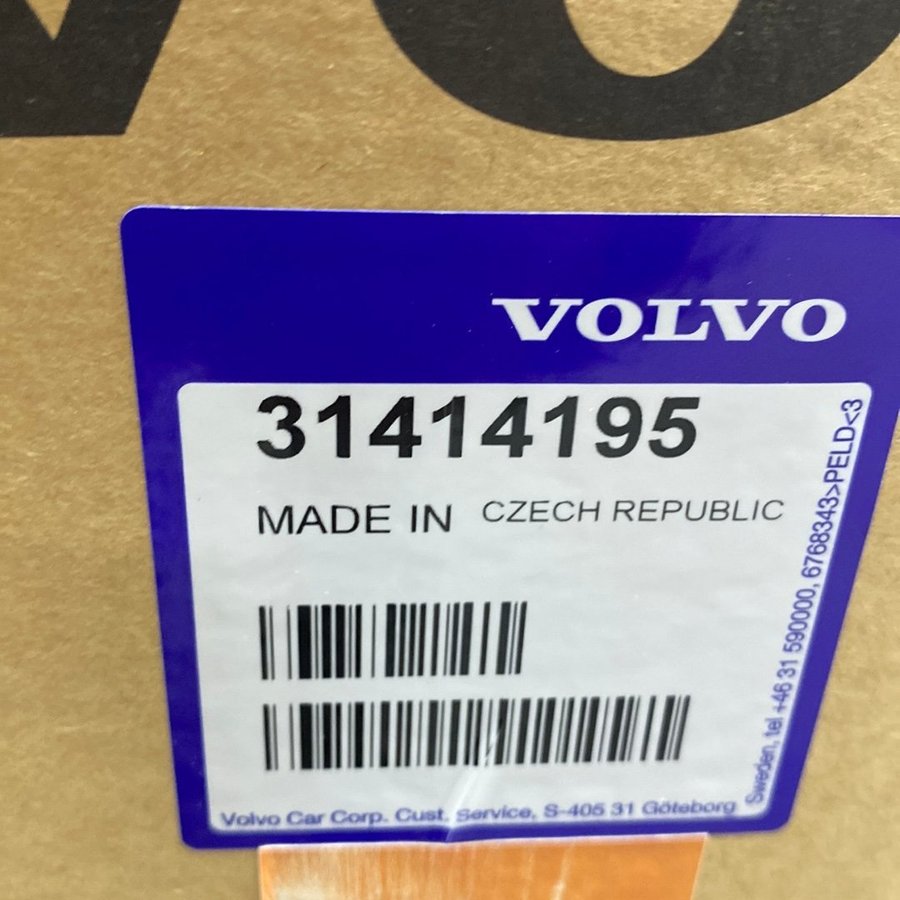 VOLVO
31414195
MADE IN CZECH REPUBLIC
Volvo Car Corp. Cust. Service, S-405 31 Göteborg
Sweden, tel +46 31 590000, 6768343>PELD<3